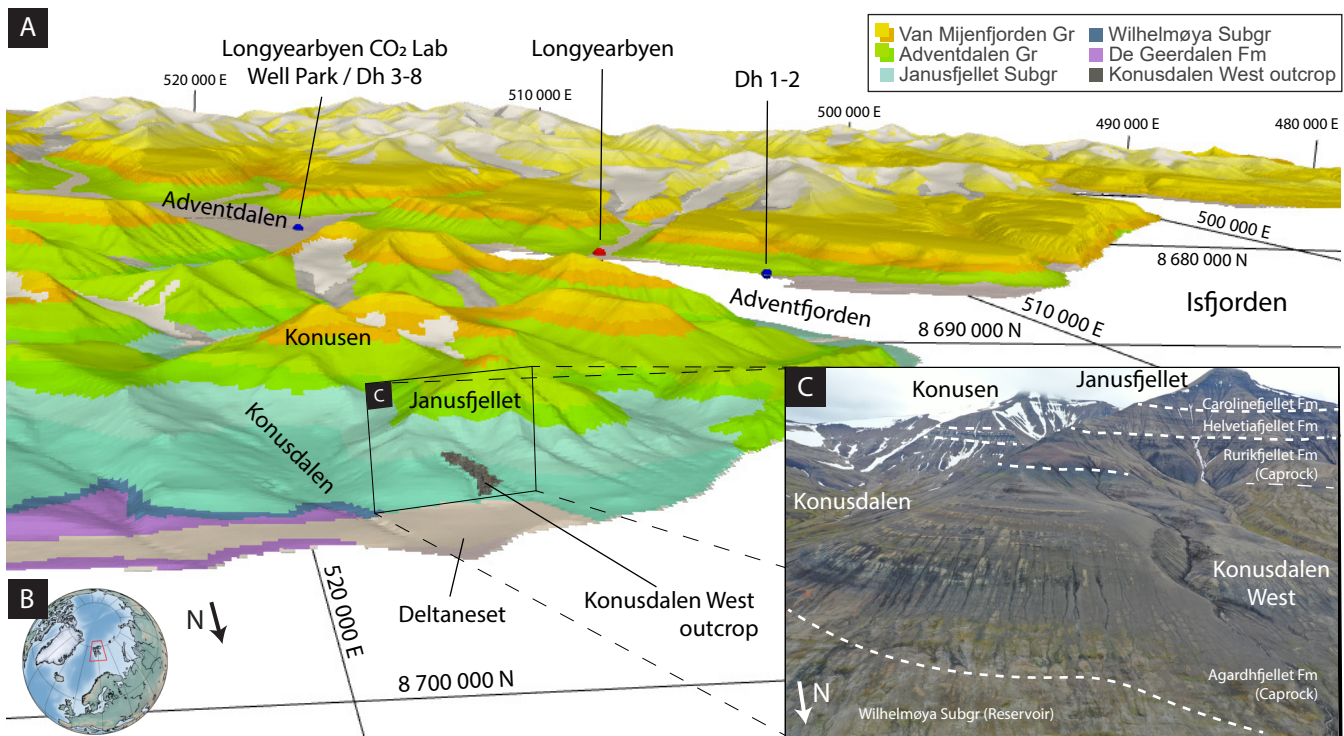 A
Longyearbyen CO₂ Lab
Well Park / Dh 3-8
Longyearbyen
Dh 1-2
Van Mijenfjorden Gr
Adventdalen Gr
Janusfjellet Subgr
Wilhelmøya Subgr
De Geerdalen Fm
Konusdalen West outcrop
520 000 E
510 000 E
500 000 E
490 000 E
480 000 E
Adventdalen
500 000 E
8 680 000 N
Adventfjorden
Isfjorden
510 000 E
8 690 000 N
Konusen
C
Janusfjellet
Konusdalen
Deltaneset
Konusdalen West
outcrop
520 000 E
8 700 000 N
B
N
C
Konusen
Janusfjellet
Carolinefjellet Fm
Helvetiafjellet Fm
Rurikfjellet Fm
(Caprock)
Konusdalen
Konusdalen
West
Agardhfjellet Fm
(Caprock)
N
Wilhelmøya Subgr (Reservoir)